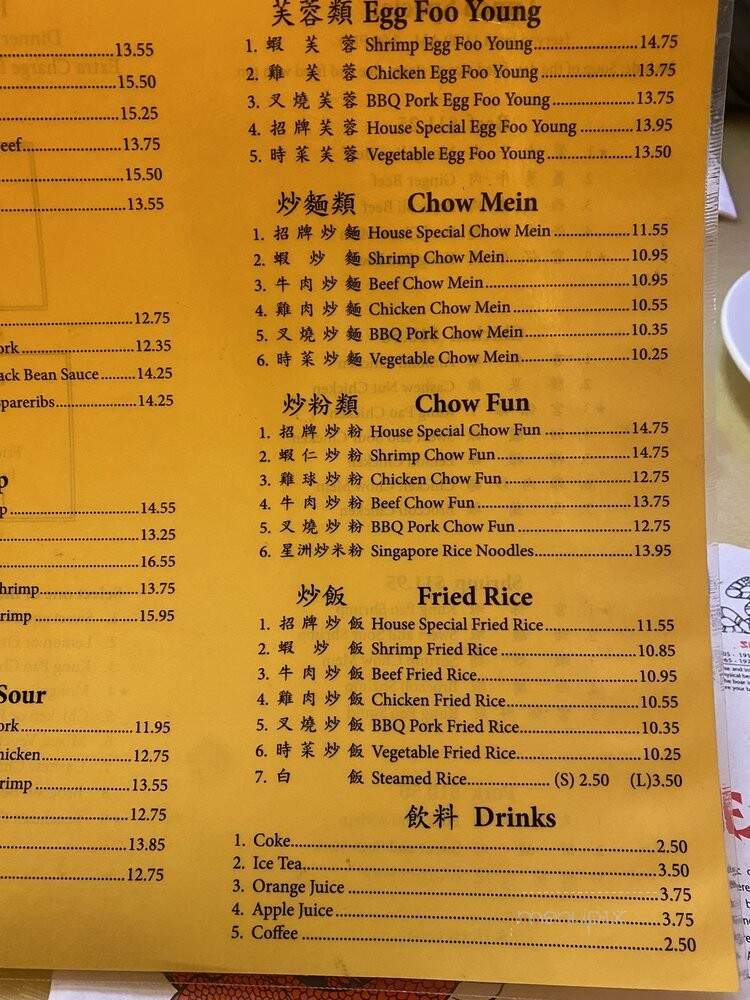 13.55
15.50
15.25
eef 13.75
15.50
13.55
12.75
ork 12.35
ack Bean Sauce 14.25
pareribs 14.25
p
p 14.55
13.25
16.55
hrimp 13.75
rimp 15.95
Sour
ork 11.95
hicken 12.75
rimp 13.55
12.75
13.85
12.75
芙蓉類 Egg Foo Young
1. 蝦芙蓉 Shrimp Egg Foo Young 14.75
2. 雞芙蓉 Chicken Egg Foo Young 13.75
3. 叉燒芙蓉 BBQ Pork Egg Foo Young 13.75
4. 招牌芙蓉 House Special Egg Foo Young 13.95
5. 時菜芙蓉 Vegetable Egg Foo Young 13.50
炒麵類 Chow Mein
1. 招牌炒麵 House Special Chow Mein 11.55
2. 蝦炒麵 Shrimp Chow Mein 10.95
3. 牛肉炒麵 Beef Chow Mein 10.95
4. 雞肉炒麵 Chicken Chow Mein 10.55
5. 叉燒炒麵 BBQ Pork Chow Mein 10.35
6. 時菜炒麵 Vegetable Chow Mein 10.25
炒粉類 Chow Fun
1. 招牌炒粉 House Special Chow Fun 14.75
2. 蝦仁炒粉 Shrimp Chow Fun 14.75
3. 雞球炒粉 Chicken Chow Fun 12.75
4. 牛肉炒粉 Beef Chow Fun 13.75
5. 叉燒炒粉 BBQ Pork Chow Fun 12.75
6. 星洲炒米粉 Singapore Rice Noodles 13.95
炒飯 Fried Rice
1. 招牌炒飯 House Special Fried Rice 11.55
2. 蝦炒飯 Shrimp Fried Rice 10.85
3. 牛肉炒飯 Beef Fried Rice 10.95
4. 雞肉炒飯 Chicken Fried Rice 10.55
5. 叉燒炒飯 BBQ Pork Fried Rice 10.35
6. 時菜炒飯 Vegetable Fried Rice 10.25
7. 白飯 Steamed Rice (S) 2.50 (L)3.50
飲料 Drinks
1. Coke 2.50
2. Ice Tea 3.50
3. Orange Juice 3.75
4. Apple Juice 3.75
5. Coffee 2.50
menupix